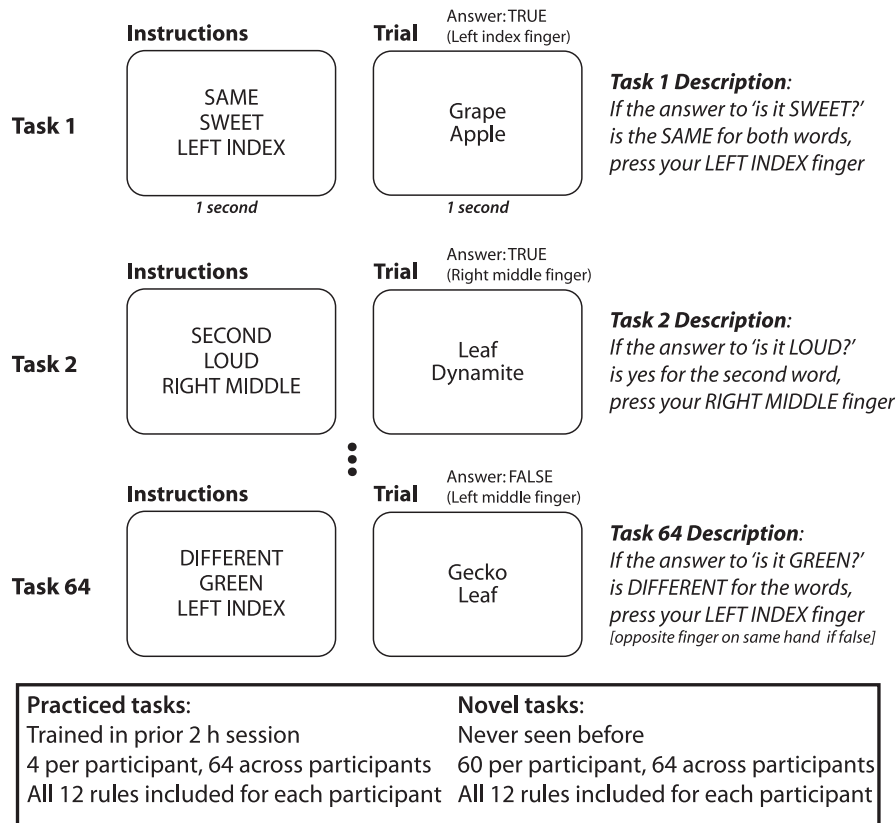 Instructions
Trial
Answer: TRUE
(Left index finger)
Task 1
SAME
SWEET
LEFT INDEX
Grape
Apple
Task 1 Description:
If the answer to ‘is it SWEET?’
is the SAME for both words,
press your LEFT INDEX finger
1 second
1 second
Instructions
Trial
Answer: TRUE
(Right middle finger)
Task 2
SECOND
LOUD
RIGHT MIDDLE
Leaf
Dynamite
Task 2 Description:
If the answer to ‘is it LOUD?’
is yes for the second word,
press your RIGHT MIDDLE finger
Instructions
Trial
Answer: FALSE
(Left middle finger)
Task 64
DIFFERENT
GREEN
LEFT INDEX
Gecko
Leaf
Task 64 Description:
If the answer to ‘is it GREEN?’
is DIFFERENT for the words,
press your LEFT INDEX finger
[opposite finger on same hand if false]
Practiced tasks:
Trained in prior 2 h session
4 per participant, 64 across participants
All 12 rules included for each participant
Novel tasks:
Never seen before
60 per participant, 64 across participants
All 12 rules included for each participant